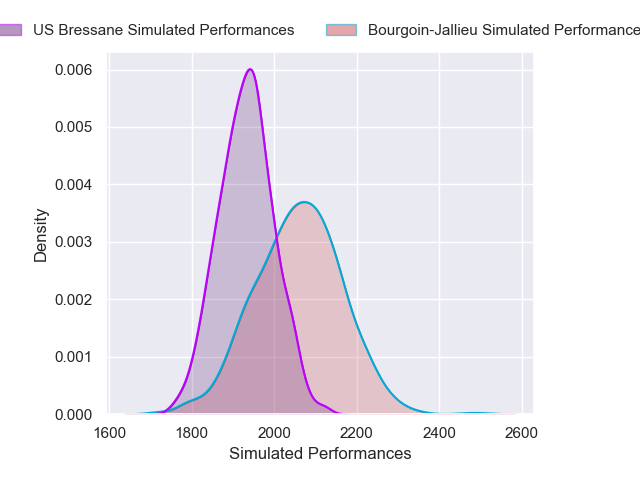 US Bressane Simulated Performances Bourgoin-Jallieu Simulated Performance
0.006
0.005
0.004
0.003
0.002
0.001
0.000
Density
1600 1800 2000 2200 2400 2600
Simulated Performances